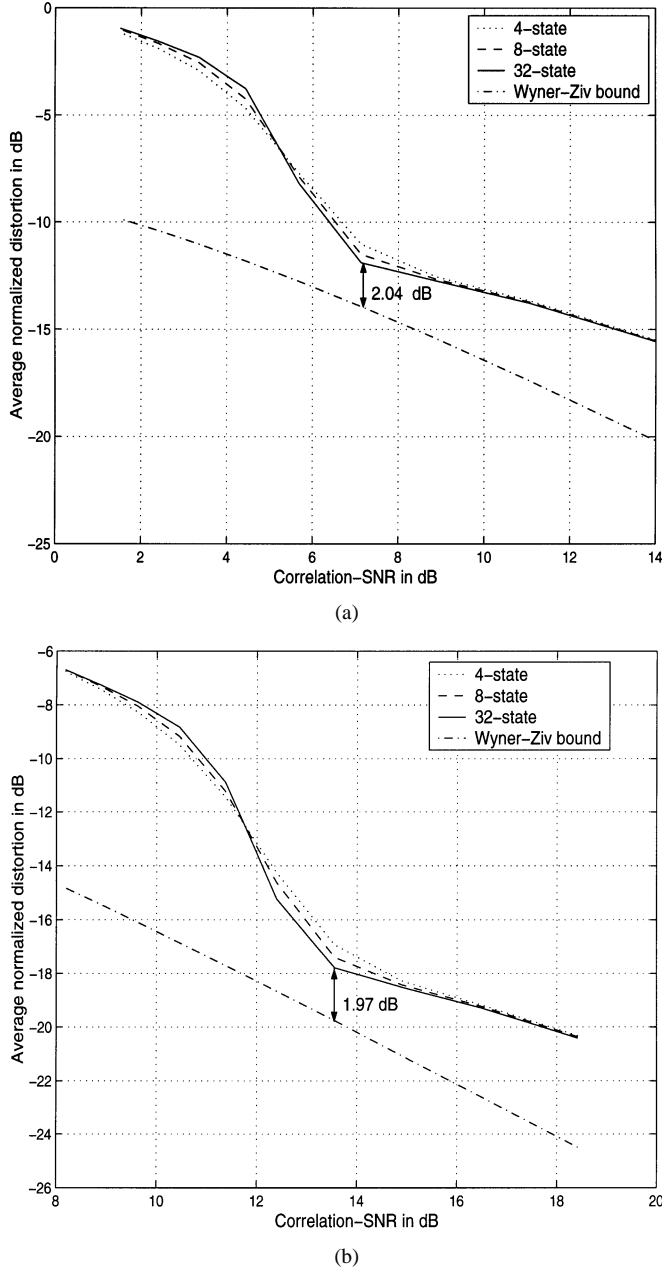 0
−5
−10
−15
−20
−25
Average normalized distortion in dB
4−state
8−state
32−state
Wyner−Ziv bound
2.04 dB
0 2 4 6 8 10 12 14
Correlation−SNR in dB
(a)
−6
−8
−10
−12
−14
−16
−18
−20
−22
−24
−26
Average normalized distortion in dB
4−state
8−state
32−state
Wyner−Ziv bound
1.97 dB
8 10 12 14 16 18 20
Correlation−SNR in dB
(b)